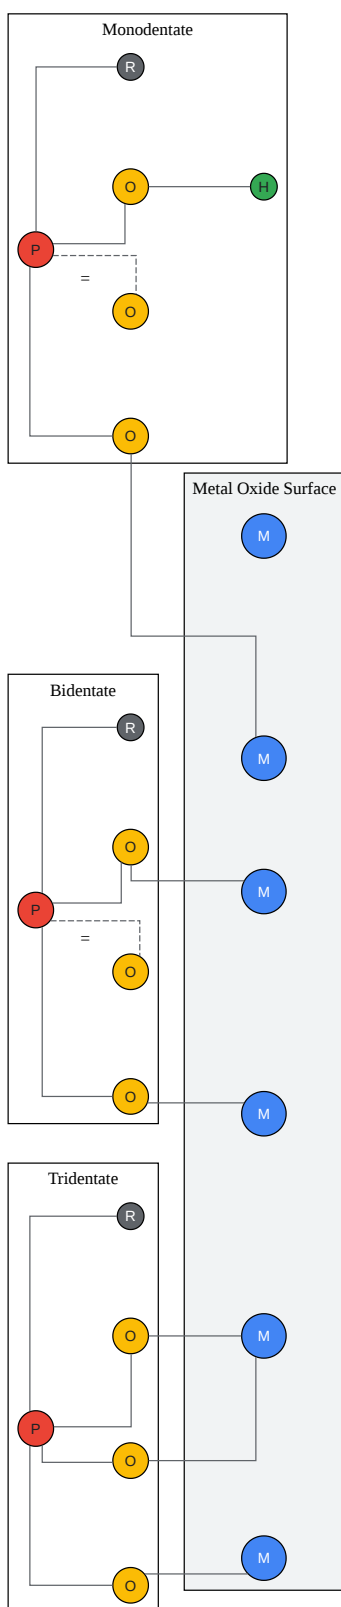 Monodentate
R
O
H
P
=
O
O
Metal Oxide Surface
M
M
Bidentate
R
O
M
P
=
O
O
M
Tridentate
R
O
M
P
O
M
O